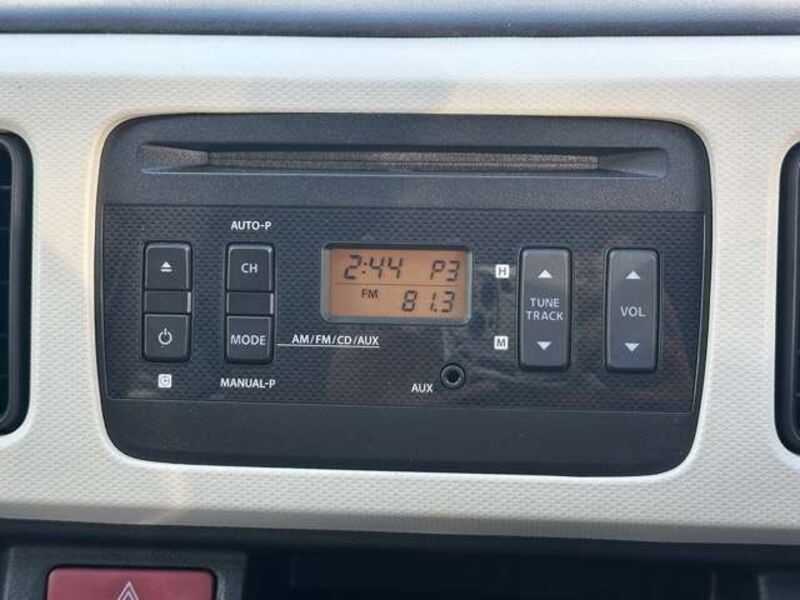 AUTO-P
CH
MODE
MANUAL-P
2:44 P3
FM 81.3
AM/FM/CD/AUX
AUX
H
M
TUNE
TRACK
VOL